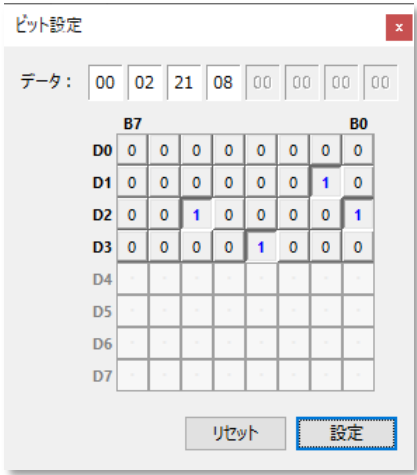 ビット設定
x
データ： 00 02 21 08 00 00 00 00
B7 B0
D0 0 0 0 0 0 0 0 0
D1 0 0 0 0 0 0 1 0
D2 0 0 1 0 0 0 0 1
D3 0 0 0 0 1 0 0 0
D4 - - - - - - - -
D5 - - - - - - - -
D6 - - - - - - - -
D7 - - - - - - - -
リセット 設定